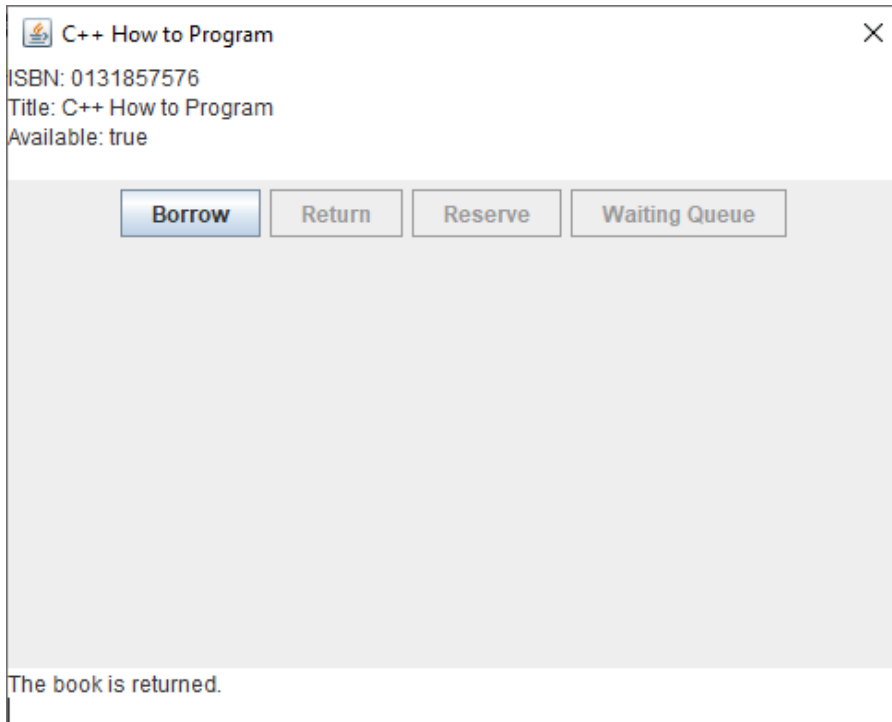 C++ How to Program
ISBN: 0131857576
Title: C++ How to Program
Available: true
Borrow Return Reserve Waiting Queue
The book is returned.